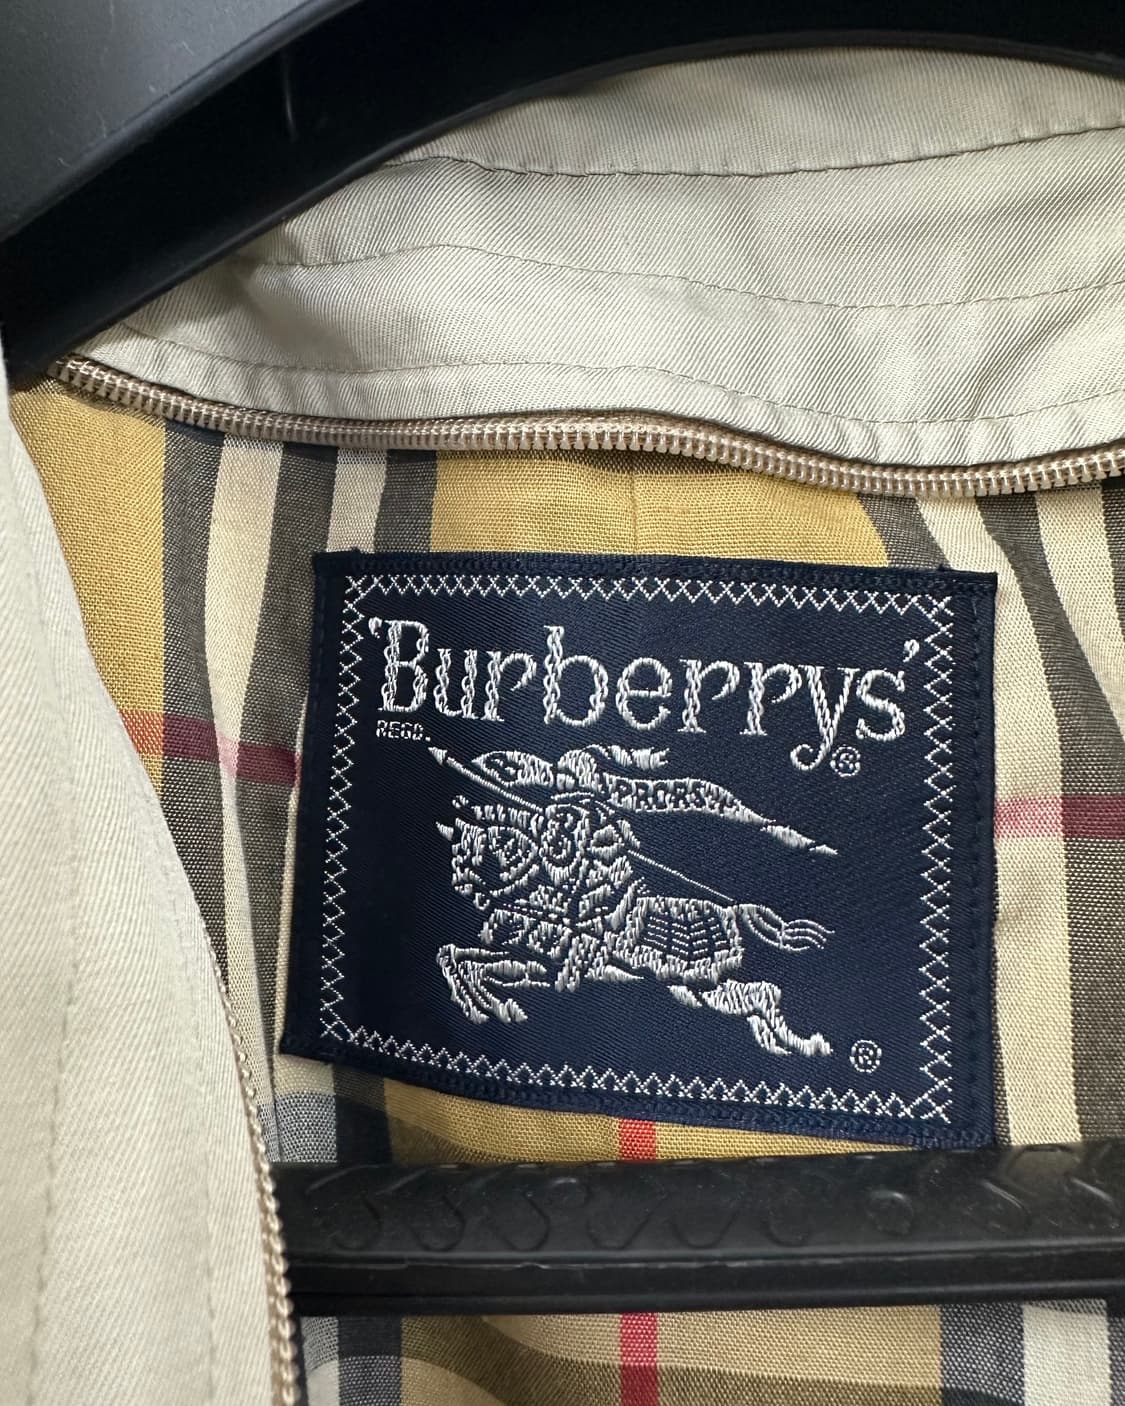 'Burberrys'
REGD. ®
PRORSUM
®